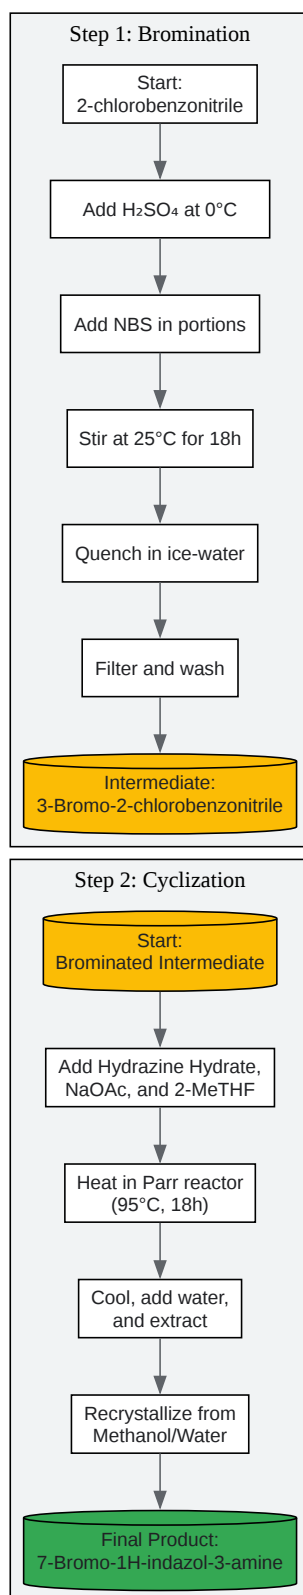 Step 1: Bromination
Start:
2-chlorobenzonitrile
Add H₂SO₄ at 0°C
Add NBS in portions
Stir at 25°C for 18h
Quench in ice-water
Filter and wash
Intermediate:
3-Bromo-2-chlorobenzonitrile
Step 2: Cyclization
Start:
Brominated Intermediate
Add Hydrazine Hydrate,
NaOAc, and 2-MeTHF
Heat in Parr reactor
(95°C, 18h)
Cool, add water,
and extract
Recrystallize from
Methanol/Water
Final Product:
7-Bromo-1H-indazol-3-amine